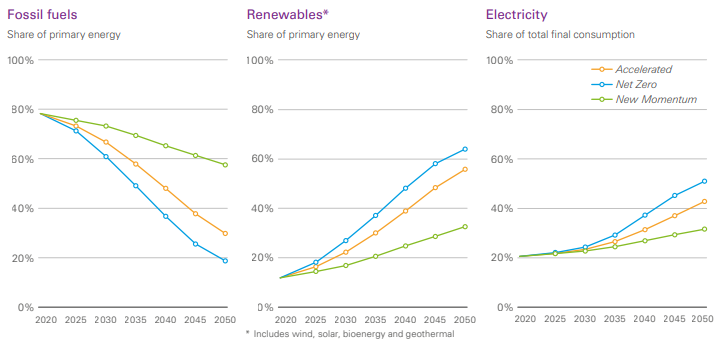 Fossil fuels
Share of primary energy
100%
80%
60%
40%
20%
0%
2020 2025 2030 2035 2040 2045 2050
Renewables*
Share of primary energy
100%
80%
60%
40%
20%
0%
2020 2025 2030 2035 2040 2045 2050
* Includes wind, solar, bioenergy and geothermal
Electricity
Share of total final consumption
Accelerated
Net Zero
New Momentum
100%
80%
60%
40%
20%
0%
2020 2025 2030 2035 2040 2045 2050